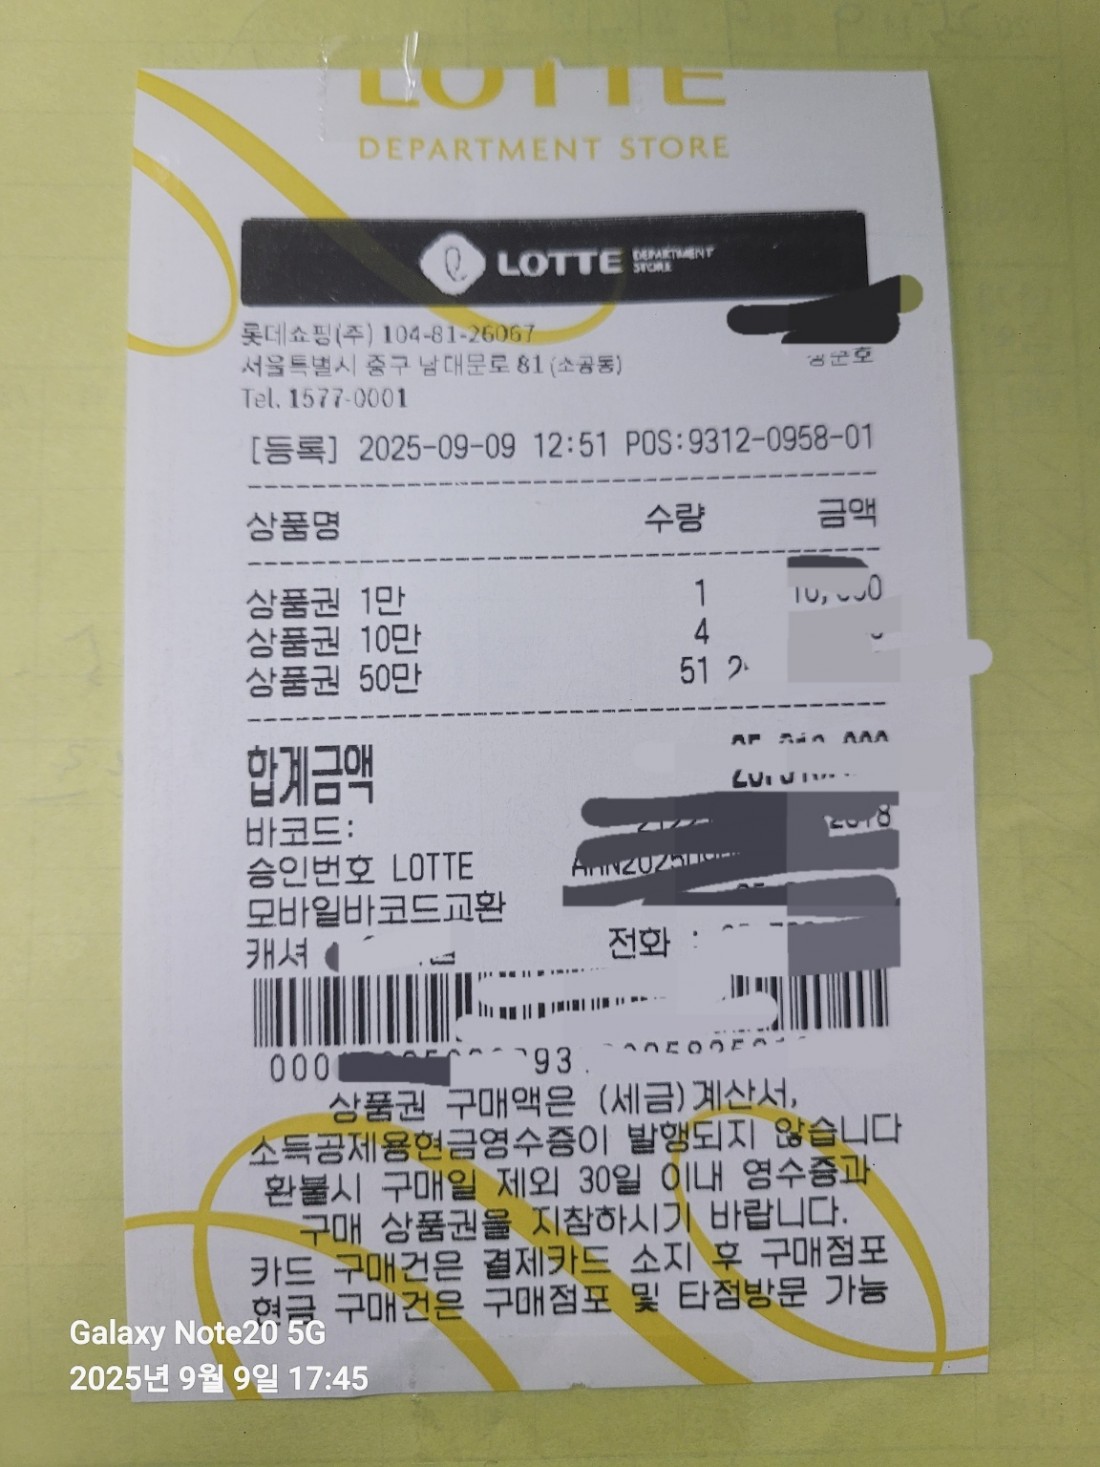 LOTTE
DEPARTMENT STORE
LOTTE DEPARTMENT STORE
롯데쇼핑(주) 104-81-26067
서울특별시 중구 남대문로 81 (소공동)
Tel. 1577-0001
[등록] 2025-09-09 12:51 POS:9312-0958-01
상품명 수량 금액
상품권 1만 1
상품권 10만 4
상품권 50만 51
합계금액
바코드:
승인번호 LOTTE
모바일바코드교환
캐셔 전화 :
000 93
상품권 구매액은 (세금)계산서,
소득공제용현금영수증이 발행되지 않습니다
환불시 구매일 제외 30일 이내 영수증과
구매 상품권을 지참하시기 바랍니다.
카드 구매건은 결제카드 소지 후 구매점포
현금 구매건은 구매점포 및 타점방문 가능
Galaxy Note20 5G
2025년 9월 9일 17:45